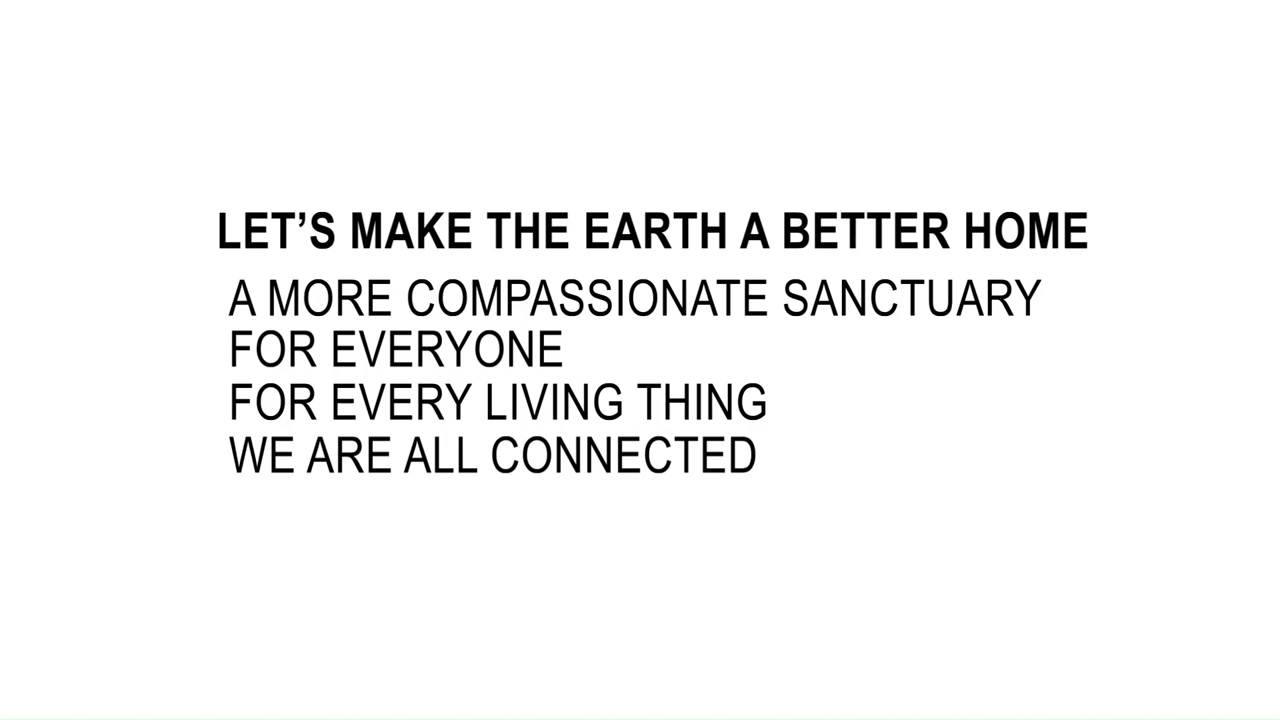 LET’S MAKE THE EARTH A BETTER HOME
A MORE COMPASSIONATE SANCTUARY
FOR EVERYONE
FOR EVERY LIVING THING
WE ARE ALL CONNECTED